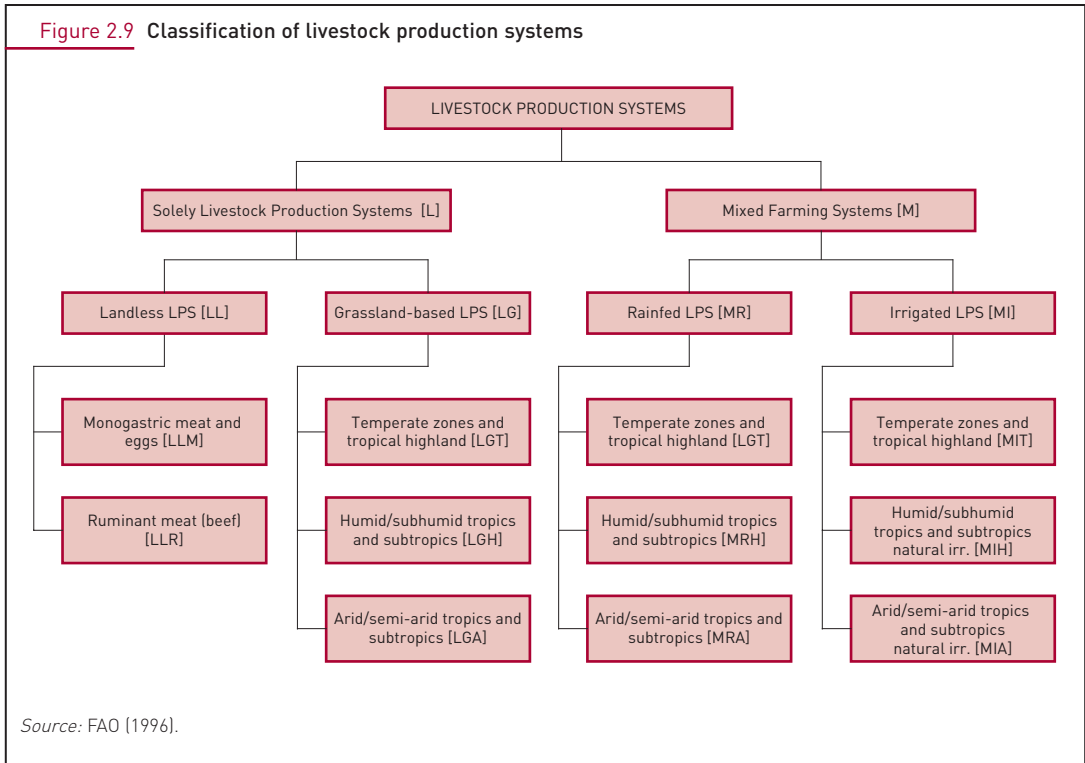 Figure 2.9 Classification of livestock production systems
LIVESTOCK PRODUCTION SYSTEMS
Solely Livestock Production Systems [L]
Mixed Farming Systems [M]
Landless LPS [LL]
Grassland-based LPS [LG]
Rainfed LPS [MR]
Irrigated LPS [MI]
Monogastric meat and
eggs [LLM]
Temperate zones and
tropical highland [LGT]
Temperate zones and
tropical highland [LGT]
Temperate zones and
tropical highland [MIT]
Ruminant meat (beef)
[LLR]
Humid/subhumid tropics
and subtropics [LGH]
Humid/subhumid tropics
and subtropics [MRH]
Humid/subhumid
tropics and subtropics
natural irr. [MIH]
Arid/semi-arid tropics and
subtropics [LGA]
Arid/semi-arid tropics and
subtropics [MRA]
Arid/semi-arid tropics
and subtropics
natural irr. [MIA]
Source: FAO (1996).